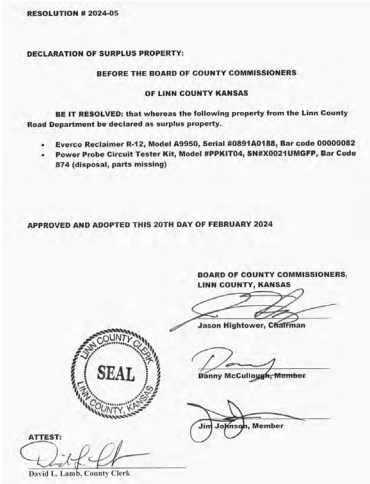 RESOLUTION # 2024-05
DECLARATION OF SURPLUS PROPERTY:
BEFORE THE BOARD OF COUNTY COMMISSIONERS
OF LINN COUNTY KANSAS
BE IT RESOLVED: that whereas the following property from the Linn County
Road Department be declared as surplus property.
• Everco Reclaimer R-12, Model A9950, Serial #0891A0188, Bar code 00000082
• Power Probe Circuit Tester Kit, Model #PPKIT04, SN#X0021UMGFP, Bar Code
874 (disposal, parts missing)
APPROVED AND ADOPTED THIS 20TH DAY OF FEBRUARY 2024
BOARD OF COUNTY COMMISSIONERS,
LINN COUNTY, KANSAS
Jason Hightower, Chairman
LINN COUNTY CLERK
SEAL
LINN COUNTY, KANSAS
Danny McCullough, Member
Jim Johnson, Member
ATTEST:
David L. Lamb, County Clerk